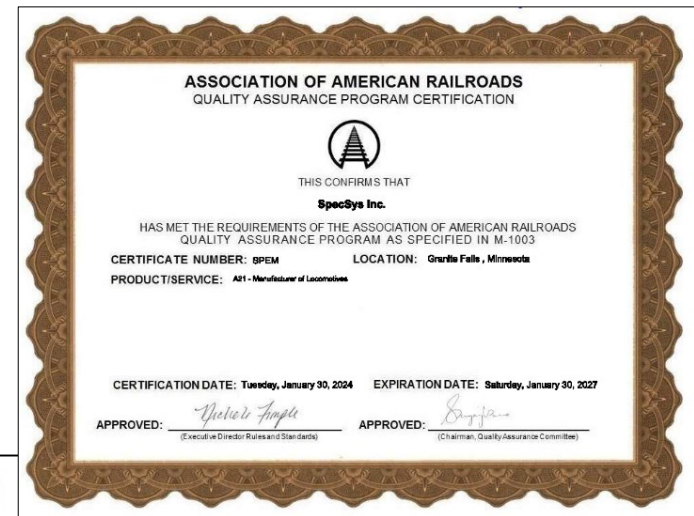 ASSOCIATION OF AMERICAN RAILROADS
QUALITY ASSURANCE PROGRAM CERTIFICATION
THIS CONFIRMS THAT
SpecSys Inc.
HAS MET THE REQUIREMENTS OF THE ASSOCIATION OF AMERICAN RAILROADS
QUALITY ASSURANCE PROGRAM AS SPECIFIED IN M-1003
CERTIFICATE NUMBER: SPEM LOCATION: Granite Falls , Minnesota
PRODUCT/SERVICE: A21 - Manufacturer of Locomotives
CERTIFICATION DATE: Tuesday, January 30, 2024 EXPIRATION DATE: Saturday, January 30, 2027
APPROVED: APPROVED:
(Executive Director Rules and Standards) (Chairman, Quality Assurance Committee)